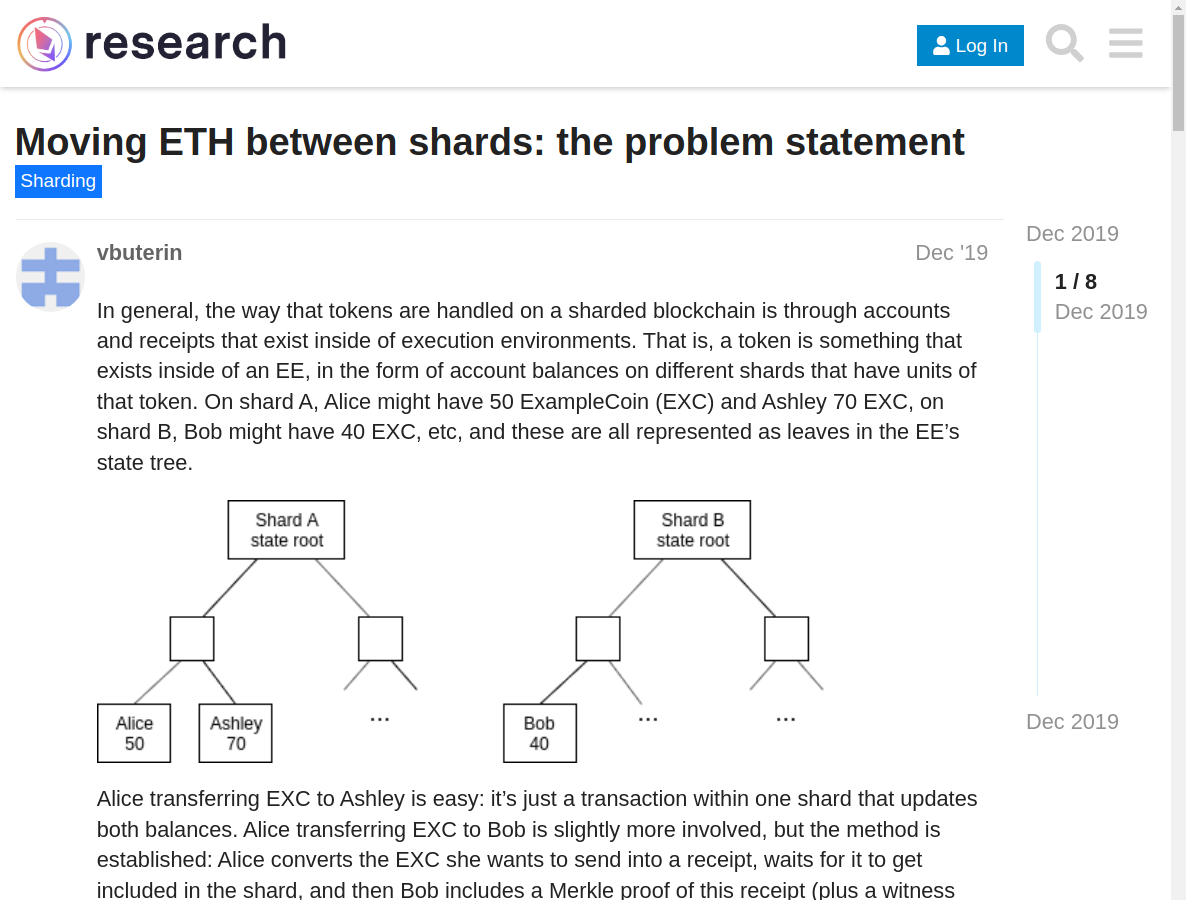 research
Log In
Moving ETH between shards: the problem statement
Sharding
Dec 2019
vbuterin
Dec '19
1 / 8
Dec 2019
In general, the way that tokens are handled on a sharded blockchain is through accounts
and receipts that exist inside of execution environments. That is, a token is something that
exists inside of an EE, in the form of account balances on different shards that have units of
that token. On shard A, Alice might have 50 ExampleCoin (EXC) and Ashley 70 EXC, on
shard B, Bob might have 40 EXC, etc, and these are all represented as leaves in the EE’s
state tree.
Shard A
state root
Shard B
state root
Alice
50
Ashley
70
...
Bob
40
...
...
Dec 2019
Alice transferring EXC to Ashley is easy: it’s just a transaction within one shard that updates
both balances. Alice transferring EXC to Bob is slightly more involved, but the method is
established: Alice converts the EXC she wants to send into a receipt, waits for it to get
included in the shard, and then Bob includes a Merkle proof of this receipt (plus a witness